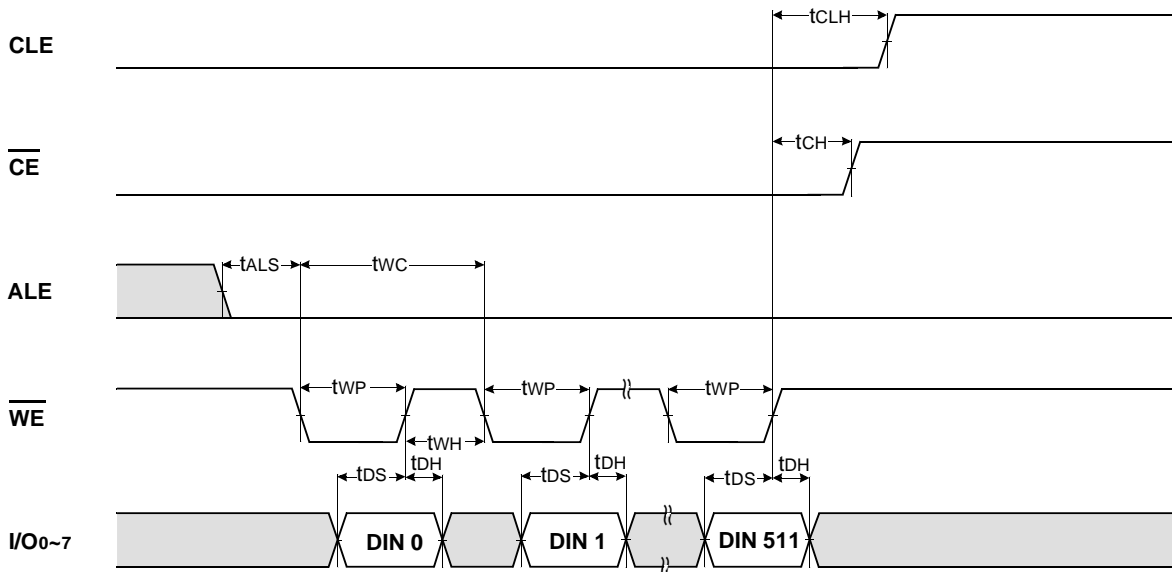 CLE
tCLH
CE
tCH
ALE
tALS
tWC
WE
tWP
tWP
tWP
tWH
tDS
tDH
tDS
tDH
tDS
tDH
I/O0~7
DIN 0
DIN 1
DIN 511